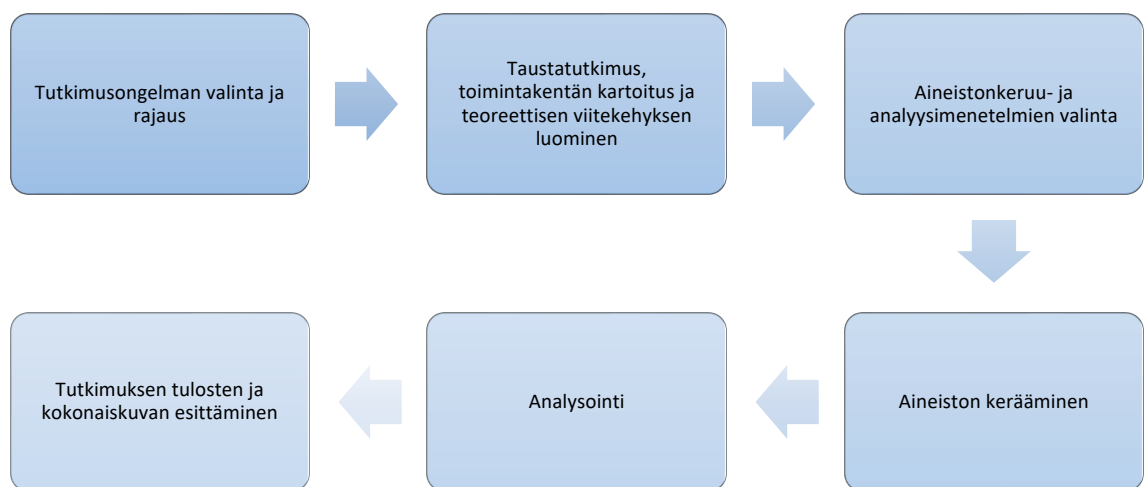 Tutkimusongelman valinta ja
rajaus
Taustatutkimus,
toimintakentän kartoitus ja
teoreettisen viitekehyksen
luominen
Aineistonkeruu- ja
analyysimenetelmien valinta
Aineiston kerääminen
Analysointi
Tutkimuksen tulosten ja
kokonaiskuvan esittäminen